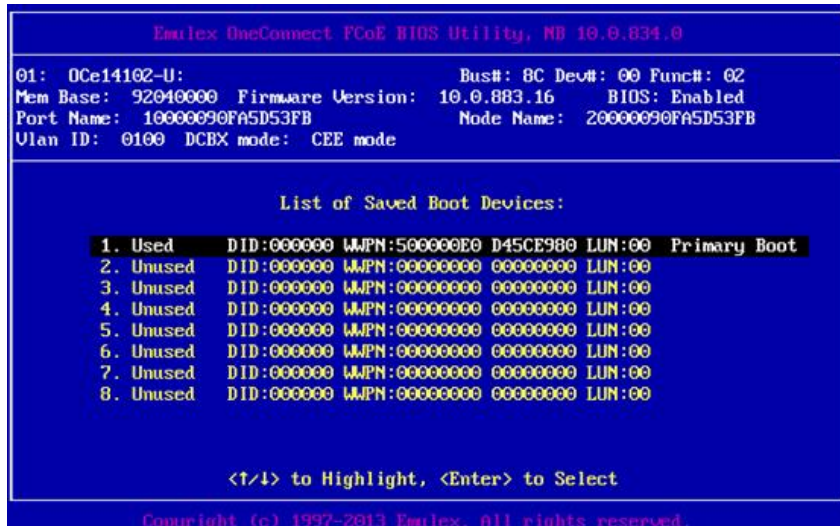 Emulex OneConnect FCoE BIOS Utility, NB 10.0.834.0
01: OCe14102-U: Bus#: 8C Dev#: 00 Func#: 02
Mem Base: 92040000 Firmware Version: 10.0.883.16 BIOS: Enabled
Port Name: 10000090FA5D53FB Node Name: 20000090FA5D53FB
Vlan ID: 0100 DCBX mode: CEE mode
List of Saved Boot Devices:
1. Used DID:000000 WWPN:500000E0 D45CE980 LUN:00 Primary Boot
2. Unused DID:000000 WWPN:00000000 00000000 LUN:00
3. Unused DID:000000 WWPN:00000000 00000000 LUN:00
4. Unused DID:000000 WWPN:00000000 00000000 LUN:00
5. Unused DID:000000 WWPN:00000000 00000000 LUN:00
6. Unused DID:000000 WWPN:00000000 00000000 LUN:00
7. Unused DID:000000 WWPN:00000000 00000000 LUN:00
8. Unused DID:000000 WWPN:00000000 00000000 LUN:00
<↑/↓> to Highlight, <Enter> to Select
Copyright (c) 1997-2013 Emulex. All rights reserved.